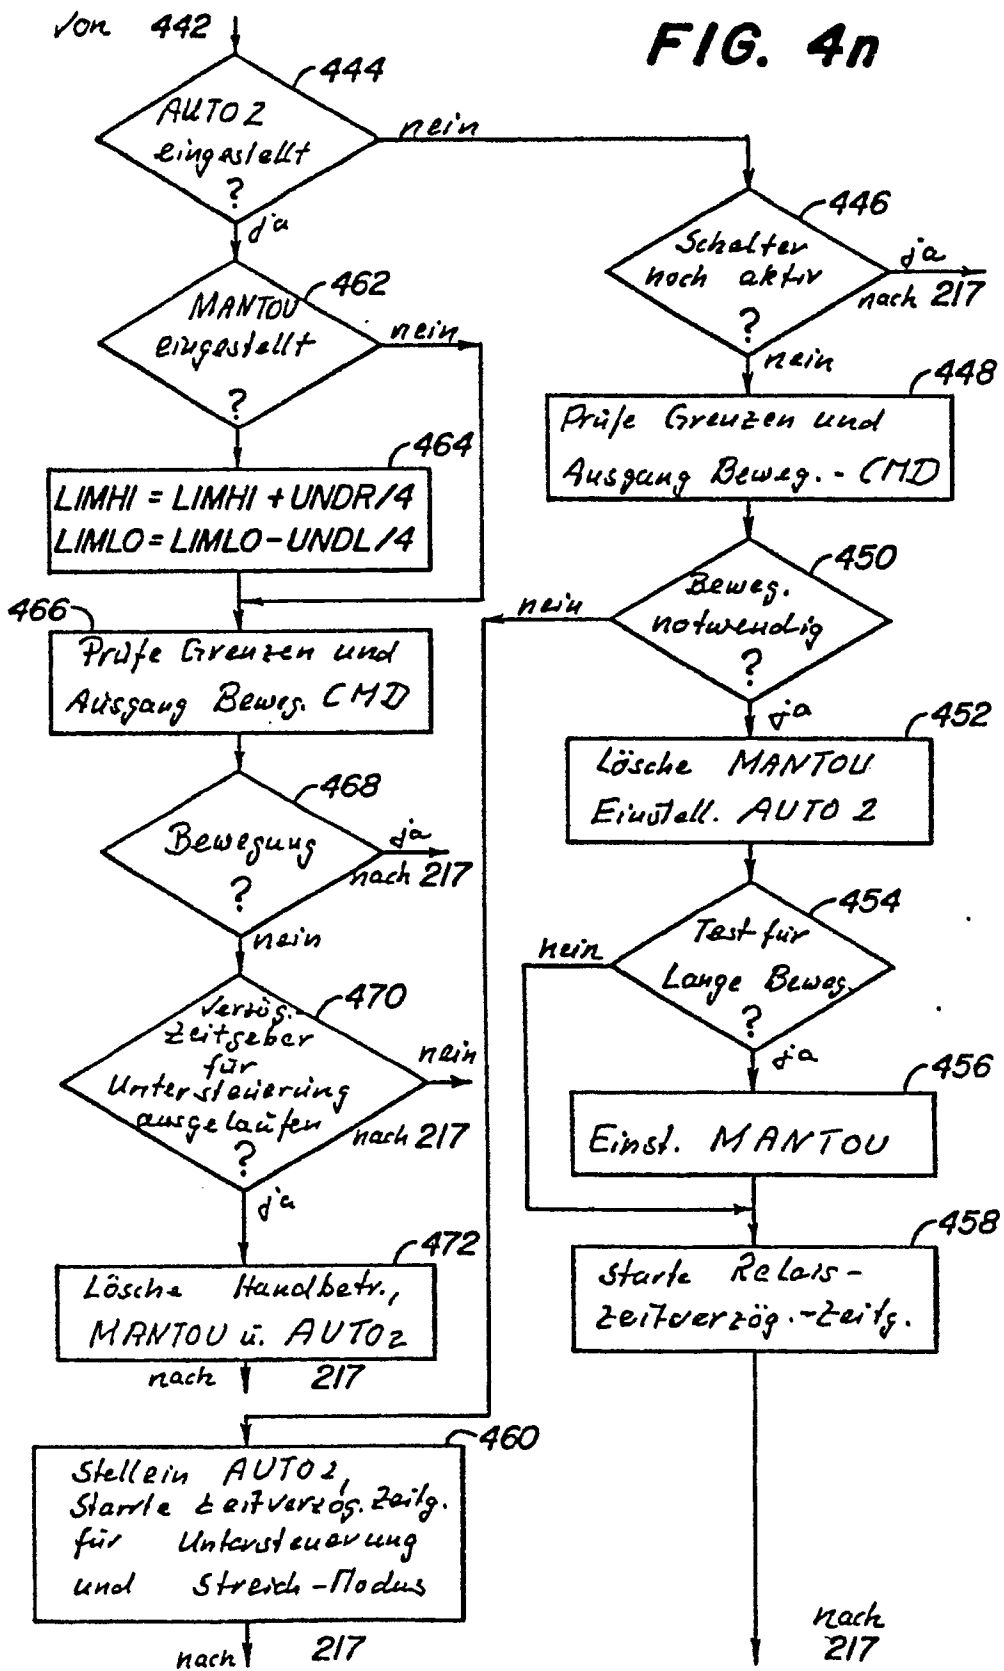 von 442
FIG. 4n
444
AUTO 2
eingestellt
?
nein
ja
446
Schalter
noch aktiv
?
ja
nach 217
nein
462
MANTOU
eingestellt
?
nein
448
Prüfe Grenzen und
Ausgang Beweg.-CMD
464
LIMHI = LIMHI + UNDR/4
LIMLO = LIMLO - UNDL/4
450
Beweg.
notwendig
?
nein
ja
466
Prüfe Grenzen und
Ausgang Beweg. CMD
452
Lösche MANTOU
Einstell. AUTO 2
468
Bewegung
?
ja
nach 217
nein
454
Test für
Lange Beweg.
?
nein
ja
470
Verzög.-
Zeitgeber
für
Untersteuerung
ausgelaufen
?
nein
nach 217
ja
456
Einst. MANTOU
472
Lösche Handbetr.,
MANTOU u. AUTO2
nach 217
458
Starte Relais-
Zeitverzög.-Zeitg.
460
Stell ein AUTO 2,
Starte Zeitverzög. Zeitg.
für Untersteuerung
und Streich-Modus
nach 217
nach
217